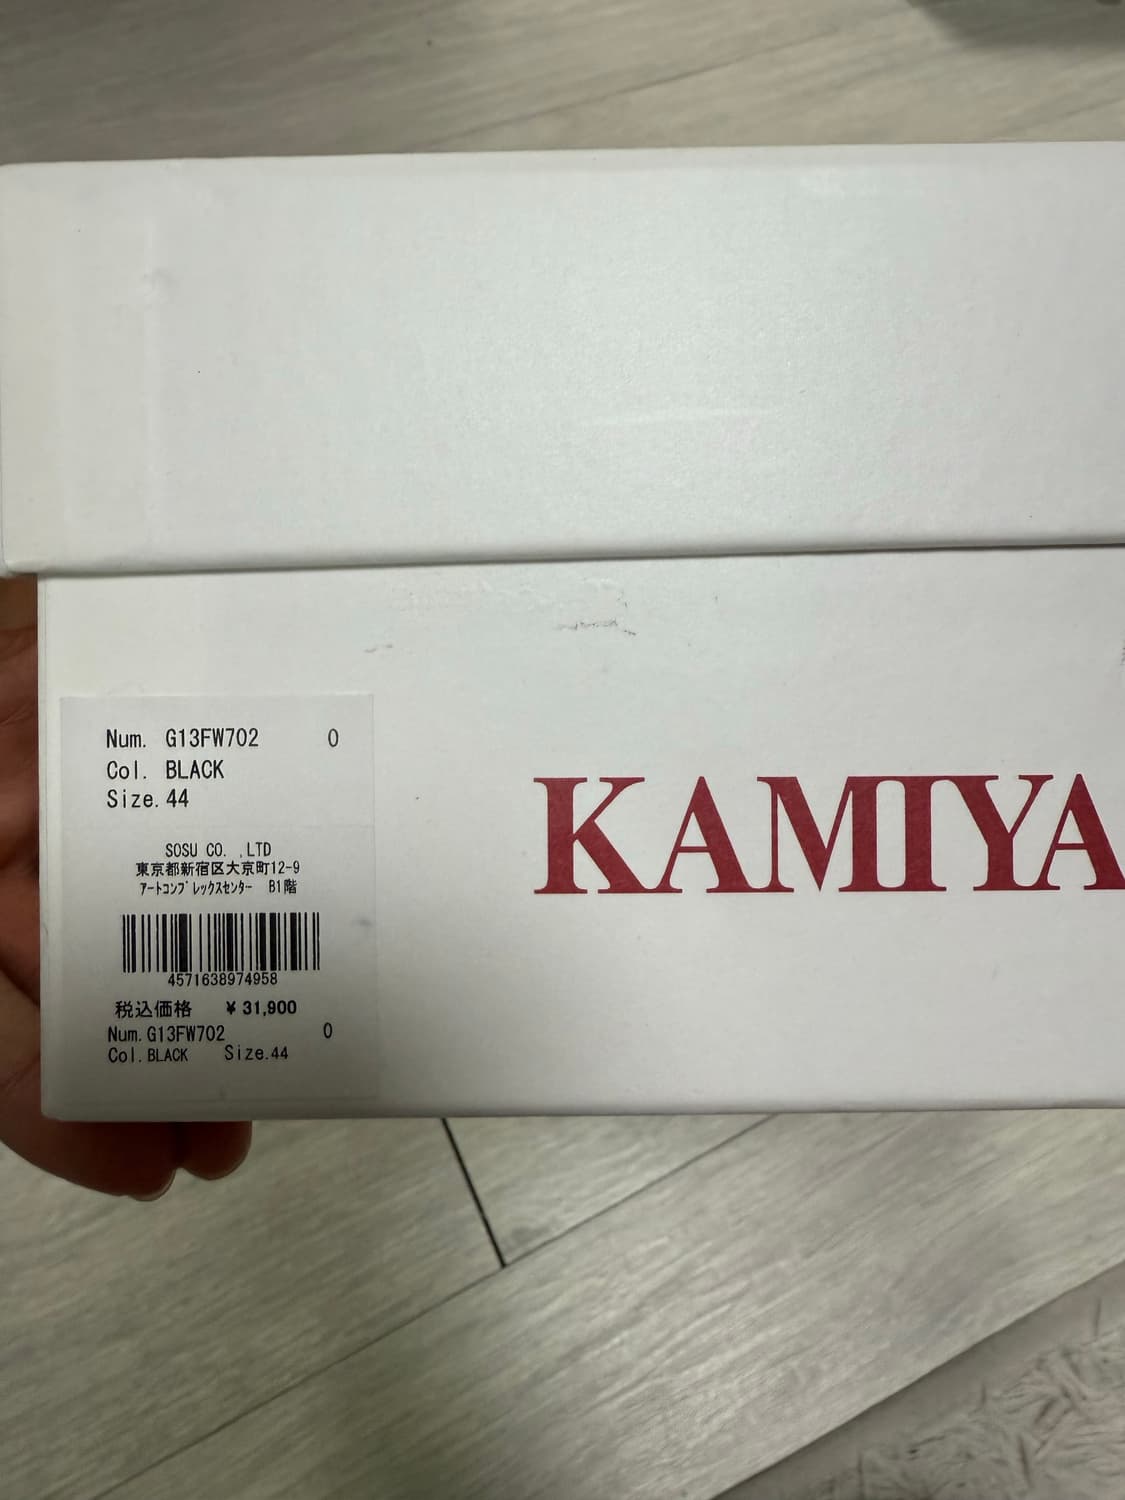 Num. G13FW702 0
Col. BLACK
Size. 44
SOSU CO. ,LTD
東京都新宿区大京町12-9
ｱｰﾄｺﾝﾌﾟﾚｯｸｽｾﾝﾀｰ B1階
4571638974958
税込価格 ¥ 31,900
Num. G13FW702 0
Col. BLACK Size. 44
KAMIYA